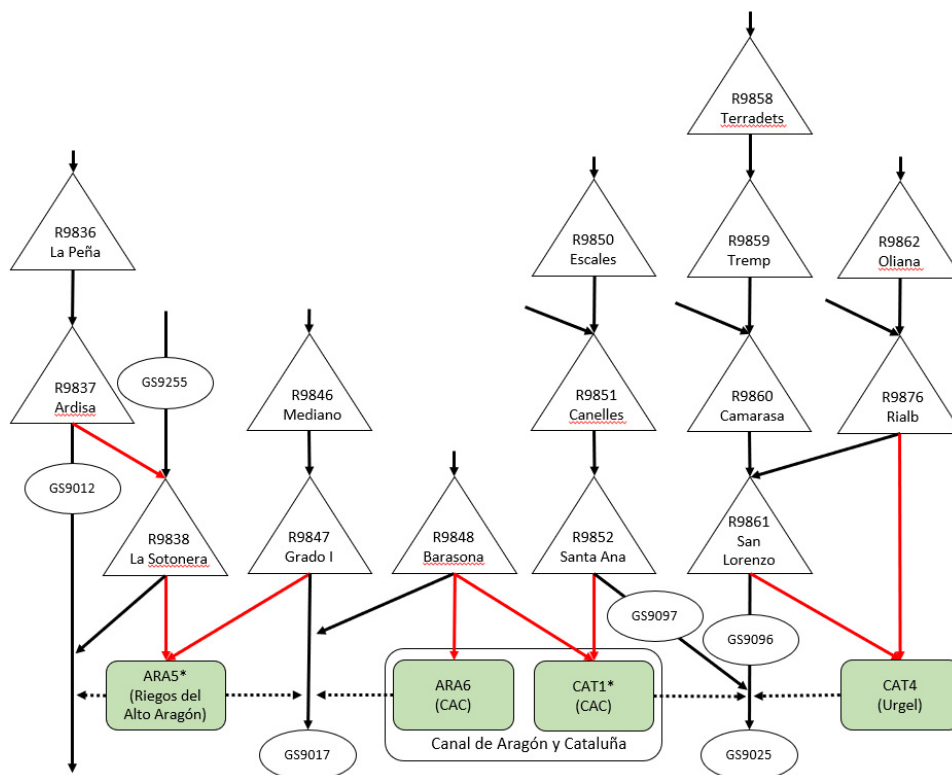 R9858
Terradets
R9836
La Peña
R9850
Escales
R9859
Tremp
R9862
Oliana
R9837
Ardisa
GS9255
R9846
Mediano
R9851
Canelles
R9860
Camarasa
R9876
Rialb
GS9012
R9838
La Sotonera
R9847
Grado I
R9848
Barasona
R9852
Santa Ana
R9861
San
Lorenzo
GS9097
GS9096
ARA5*
(Riegos del
Alto Aragón)
ARA6
(CAC)
CAT1*
(CAC)
CAT4
(Urgel)
Canal de Aragón y Cataluña
GS9017
GS9025